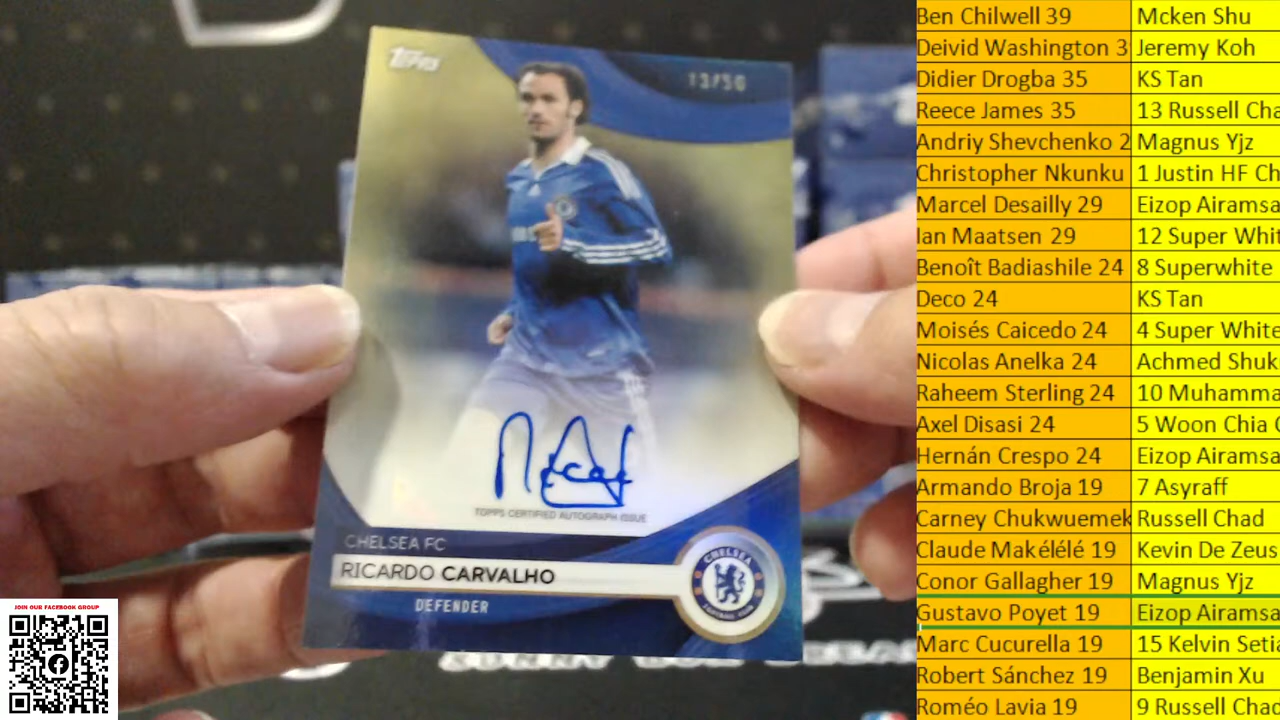 Topps
13/50
TOPPS CERTIFIED AUTOGRAPH ISSUE
CHELSEA FC
RICARDO CARVALHO
DEFENDER
CHELSEA
FOOTBALL CLUB
JOIN OUR FACEBOOK GROUP
Ben Chilwell 39 Mcken Shu
Deivid Washington 3 Jeremy Koh
Didier Drogba 35 KS Tan
Reece James 35 13 Russell Cha
Andriy Shevchenko 2 Magnus Yjz
Christopher Nkunku 1 Justin HF Ch
Marcel Desailly 29 Eizop Airamsa
Ian Maatsen 29 12 Super Whit
Benoît Badiashile 24 8 Superwhite
Deco 24 KS Tan
Moisés Caicedo 24 4 Super White
Nicolas Anelka 24 Achmed Shuk
Raheem Sterling 24 10 Muhamma
Axel Disasi 24 5 Woon Chia
Hernán Crespo 24 Eizop Airamsa
Armando Broja 19 7 Asyraff
Carney Chukwuemek Russell Chad
Claude Makélélé 19 Kevin De Zeus
Conor Gallagher 19 Magnus Yjz
Gustavo Poyet 19 Eizop Airamsa
Marc Cucurella 19 15 Kelvin Setia
Robert Sánchez 19 Benjamin Xu
Roméo Lavia 19 9 Russell Chad